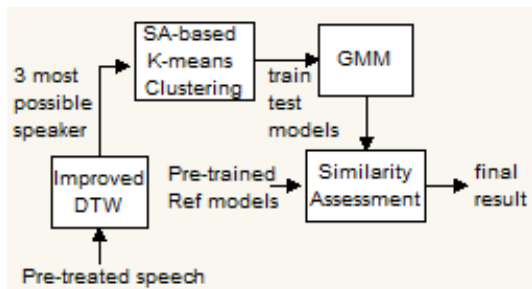 SA-based
K-means
Clustering
GMM
3 most
possible
speaker
train
test
models
Improved
DTW
Pre-trained
Ref models
Similarity
Assessment
final
result
Pre-treated speech